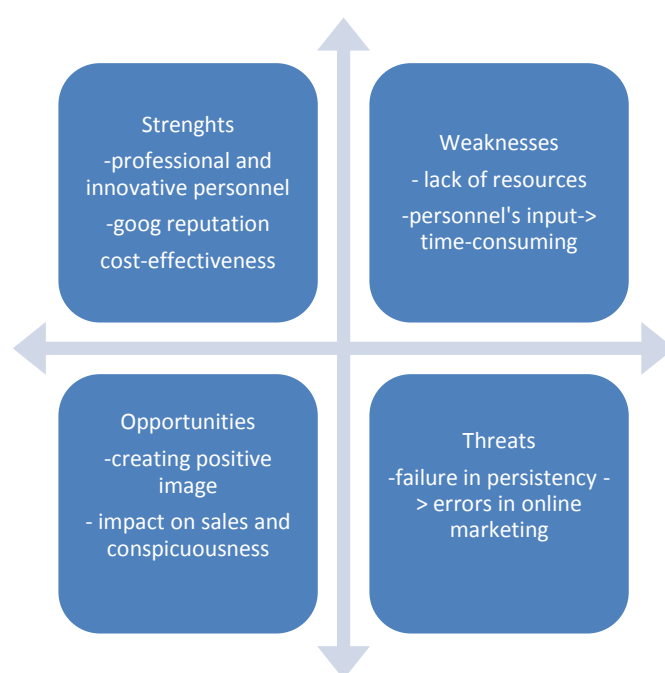 Strenghts
-professional and
innovative personnel
-goog reputation
cost-effectiveness
Weaknesses
- lack of resources
-personnel's input->
time-consuming
Opportunities
-creating positive
image
- impact on sales and
conspicuousness
Threats
-failure in persistency -
> errors in online
marketing